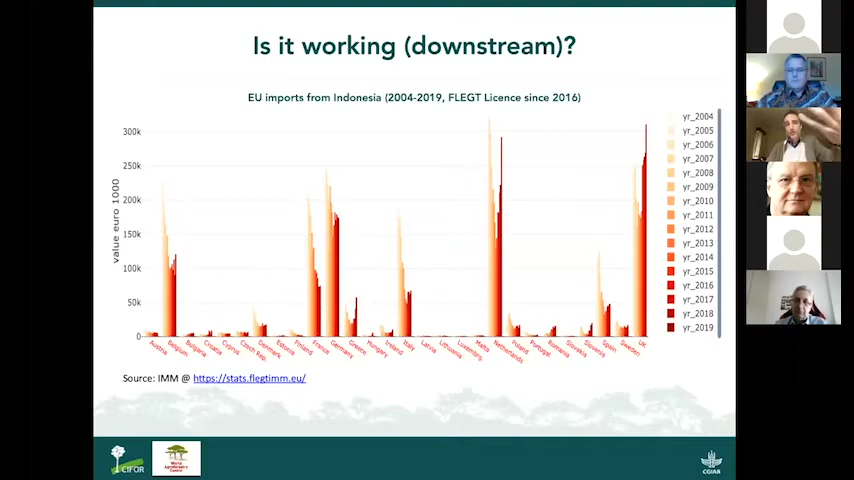 Is it working (downstream)?
EU imports from Indonesia (2004-2019, FLEGT Licence since 2016)
value euro 1000
300k
250k
200k
150k
100k
50k
0
Austria
Belgium
Bulgaria
Croatia
Cyprus
Czech Rep.
Denmark
Estonia
Finland
France
Germany
Greece
Hungary
Ireland
Italy
Latvia
Lithuania
Luxembrg.
Malta
Netherlands
Poland
Portugal
Romania
Slovakia
Slovenia
Spain
Sweden
UK
yr_2004
yr_2005
yr_2006
yr_2007
yr_2008
yr_2009
yr_2010
yr_2011
yr_2012
yr_2013
yr_2014
yr_2015
yr_2016
yr_2017
yr_2018
yr_2019
Source: IMM @ https://stats.flegtimm.eu/
CIFOR
World
Agroforestry
Centre
CGIAR